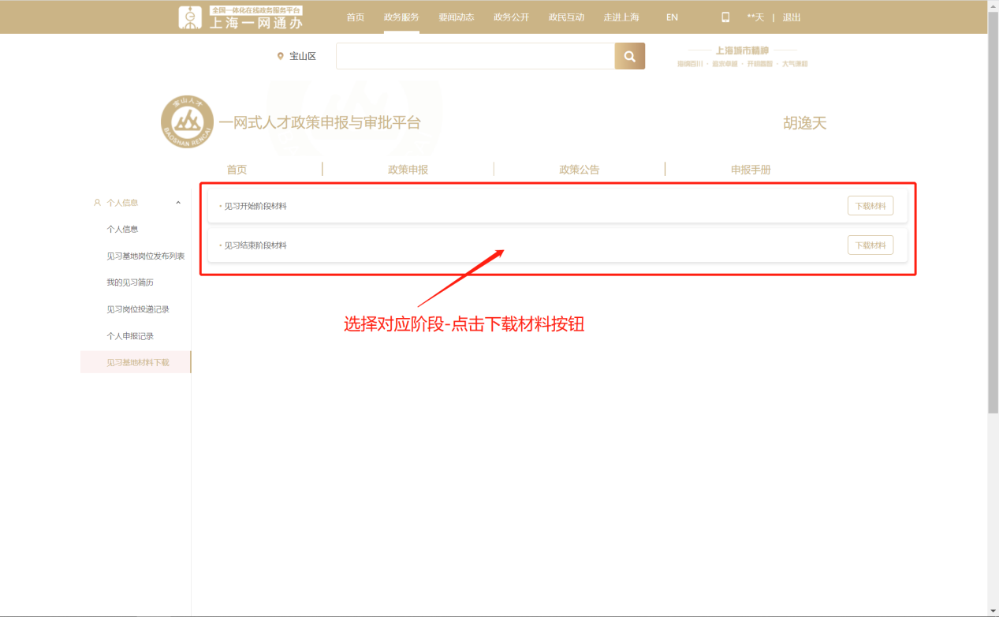 全国一体化在线政务服务平台
上海一网通办
首页 政务服务 要闻动态 政务公开 政民互动 走进上海 EN **天 | 退出
宝山区
上海城市精神
海纳百川 · 追求卓越 · 开明睿智 · 大气谦和
宝山人才
BAOSHAN RENCAI
一网式人才政策申报与审批平台
胡逸天
首页 政策申报 政策公告 申报手册
个人信息
个人信息
见习基地岗位发布列表
我的见习简历
见习岗位投递记录
个人申报记录
见习基地材料下载
· 见习开始阶段材料 下载材料
· 见习结束阶段材料 下载材料
选择对应阶段-点击下载材料按钮